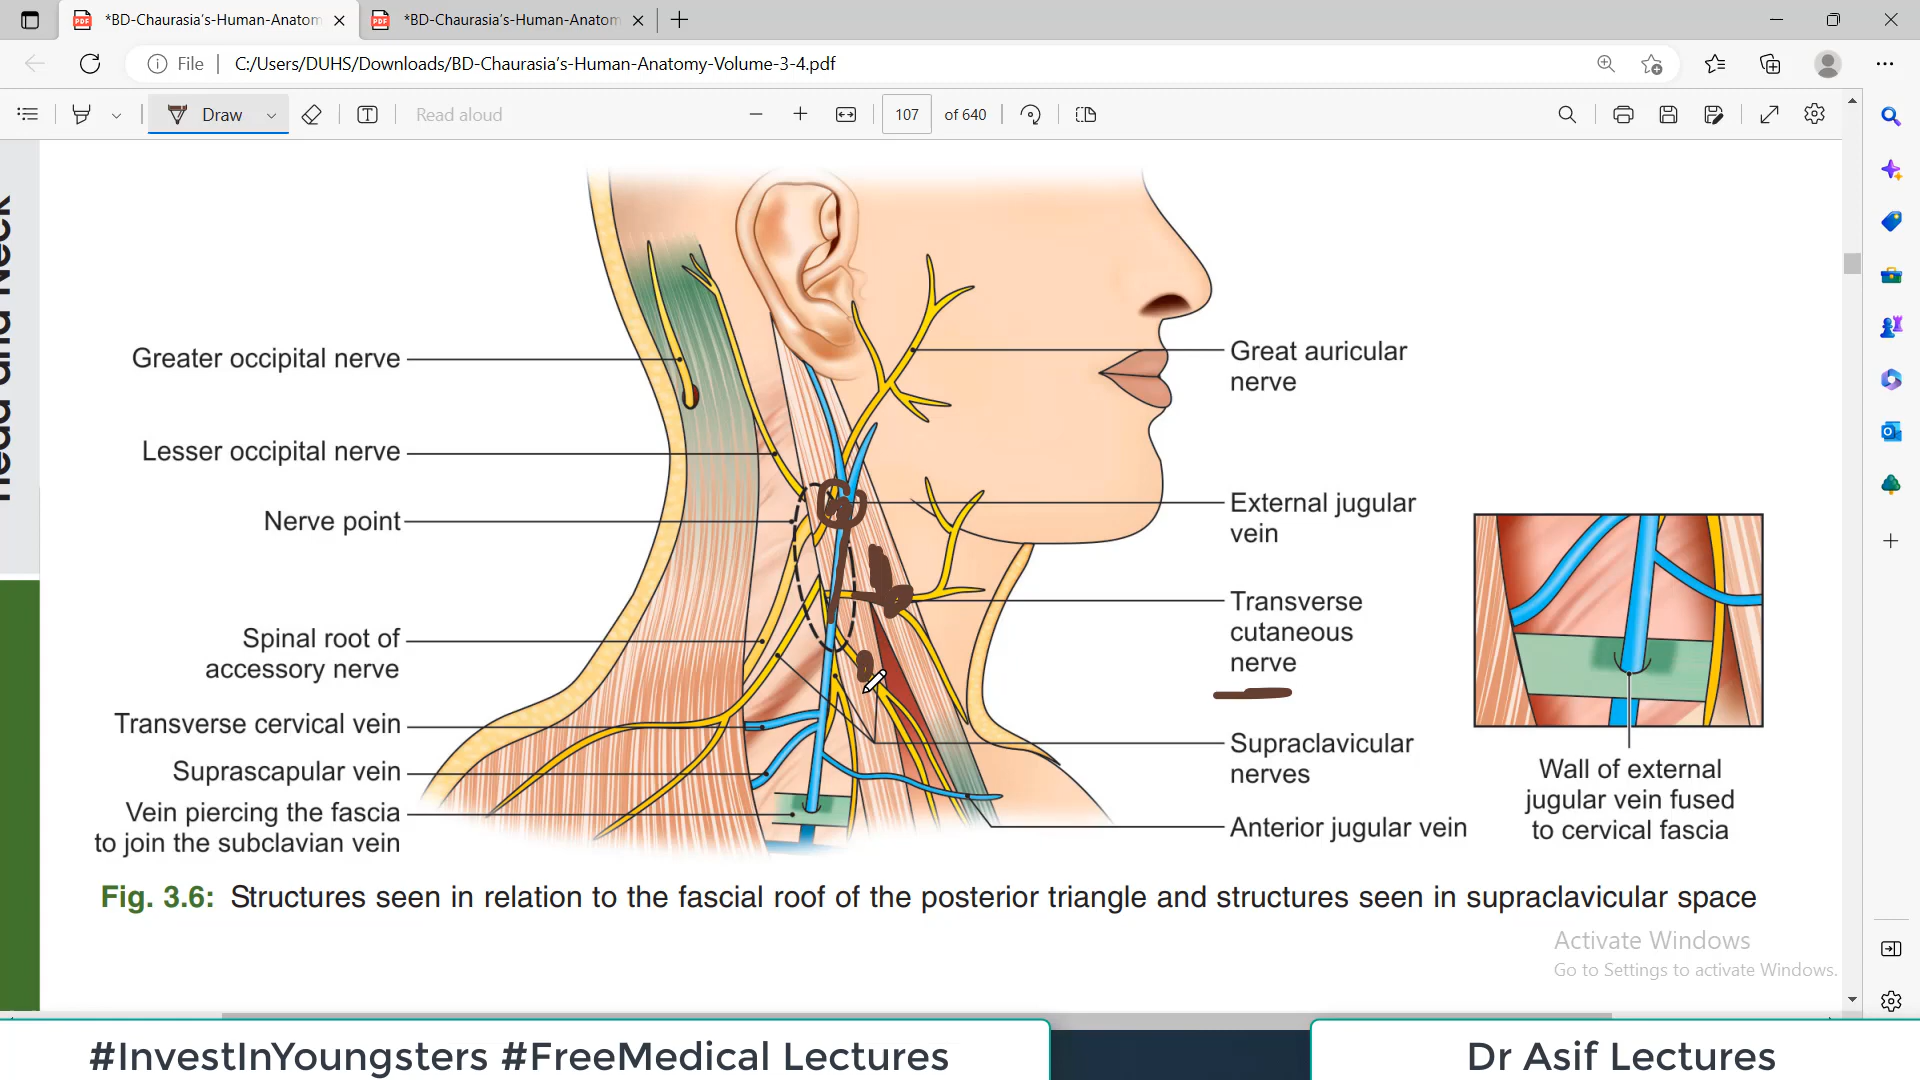 *BD-Chaurasia's-Human-Anatom
*BD-Chaurasia's-Human-Anatom
File
C:/Users/DUHS/Downloads/BD-Chaurasia's-Human-Anatomy-Volume-3-4.pdf
Draw
Read aloud
107 of 640
Head and Neck
Greater occipital nerve
Lesser occipital nerve
Nerve point
Spinal root of
accessory nerve
Transverse cervical vein
Suprascapular vein
Vein piercing the fascia
to join the subclavian vein
Great auricular
nerve
External jugular
vein
Transverse
cutaneous
nerve
Supraclavicular
nerves
Anterior jugular vein
Wall of external
jugular vein fused
to cervical fascia
Fig. 3.6: Structures seen in relation to the fascial roof of the posterior triangle and structures seen in supraclavicular space
Activate Windows
Go to Settings to activate Windows.
#InvestInYoungsters #FreeMedical Lectures
Dr Asif Lectures